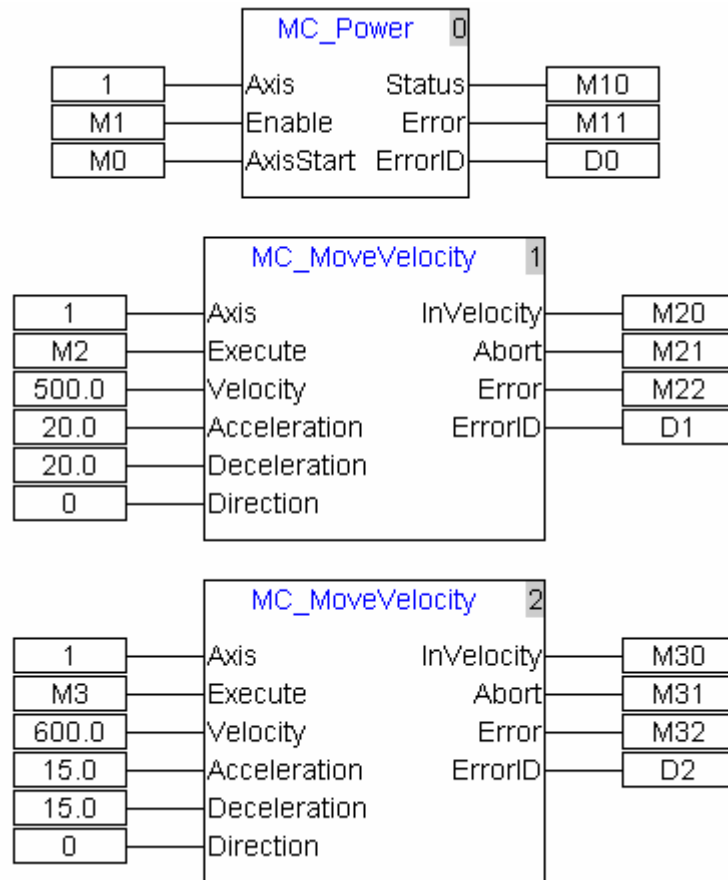 MC_Power 0
1 Axis Status M10
M1 Enable Error M11
M0 AxisStart ErrorID D0
MC_MoveVelocity 1
1 Axis InVelocity M20
M2 Execute Abort M21
500.0 Velocity Error M22
20.0 Acceleration ErrorID D1
20.0 Deceleration
0 Direction
MC_MoveVelocity 2
1 Axis InVelocity M30
M3 Execute Abort M31
600.0 Velocity Error M32
15.0 Acceleration ErrorID D2
15.0 Deceleration
0 Direction